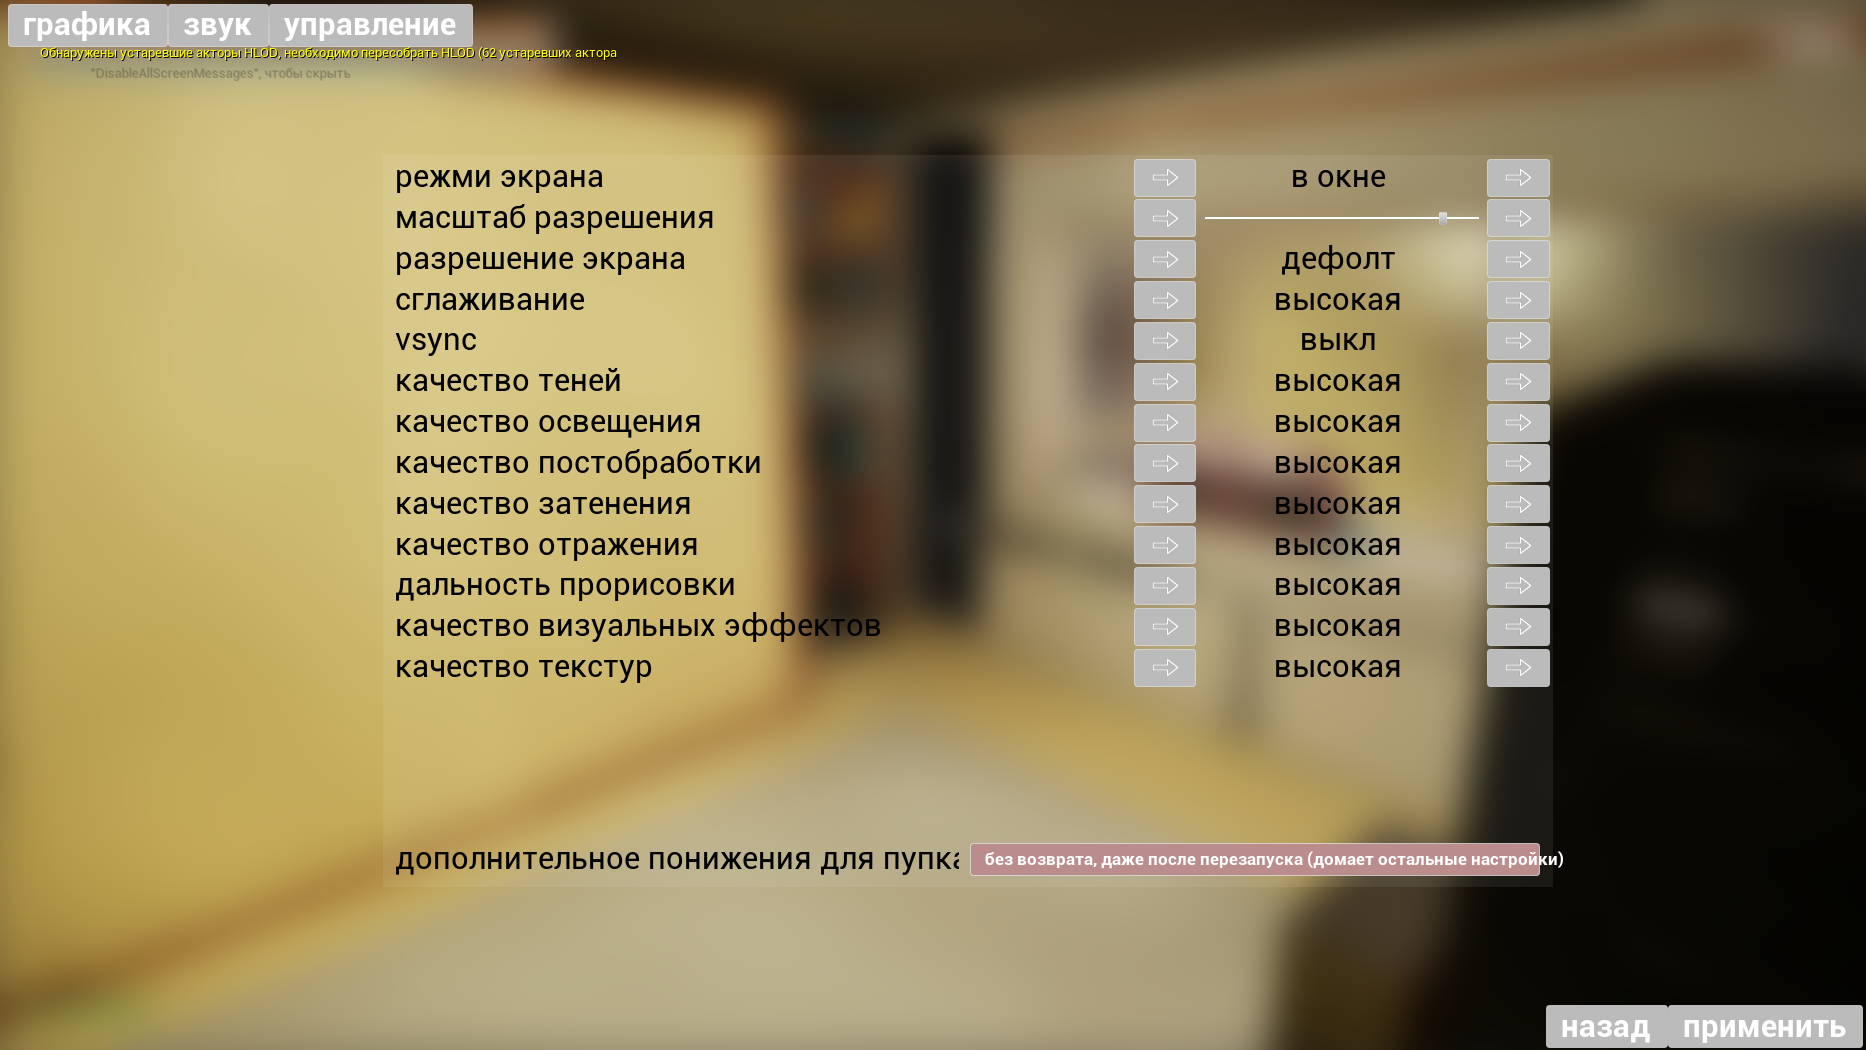 графика звук управление
Обнаружены устаревшие акторы HLOD, необходимо пересобрать HLOD (62 устаревших актора
"DisableAllScreenMessages", чтобы скрыть
режми экрана в окне
масштаб разрешения
разрешение экрана дефолт
сглаживание высокая
vsync выкл
качество теней высокая
качество освещения высокая
качество постобработки высокая
качество затенения высокая
качество отражения высокая
дальность прорисовки высокая
качество визуальных эффектов высокая
качество текстур высокая
дополнительное понижения для пупка без возврата, даже после перезапуска (домает остальные настройки)
назад применить